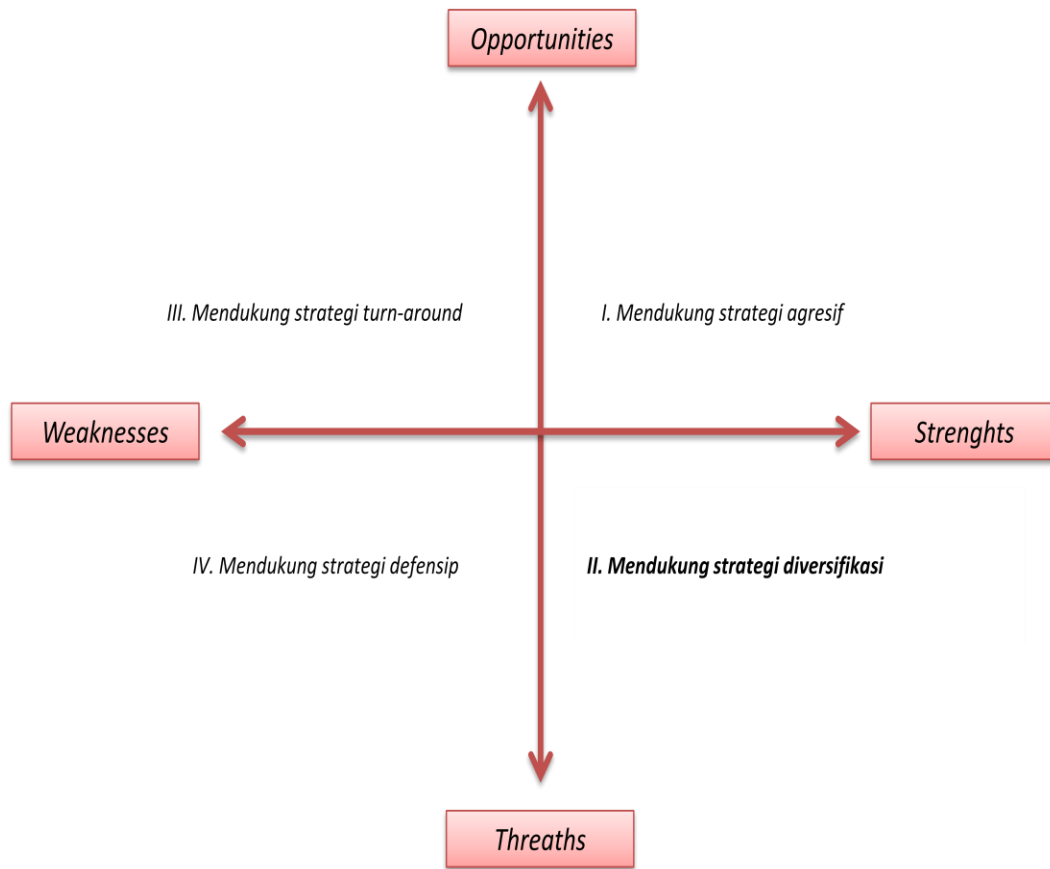 Opportunities
III. Mendukung strategi turn-around
I. Mendukung strategi agresif
Weaknesses
Strenghts
IV. Mendukung strategi defensip
II. Mendukung strategi diversifikasi
Threaths